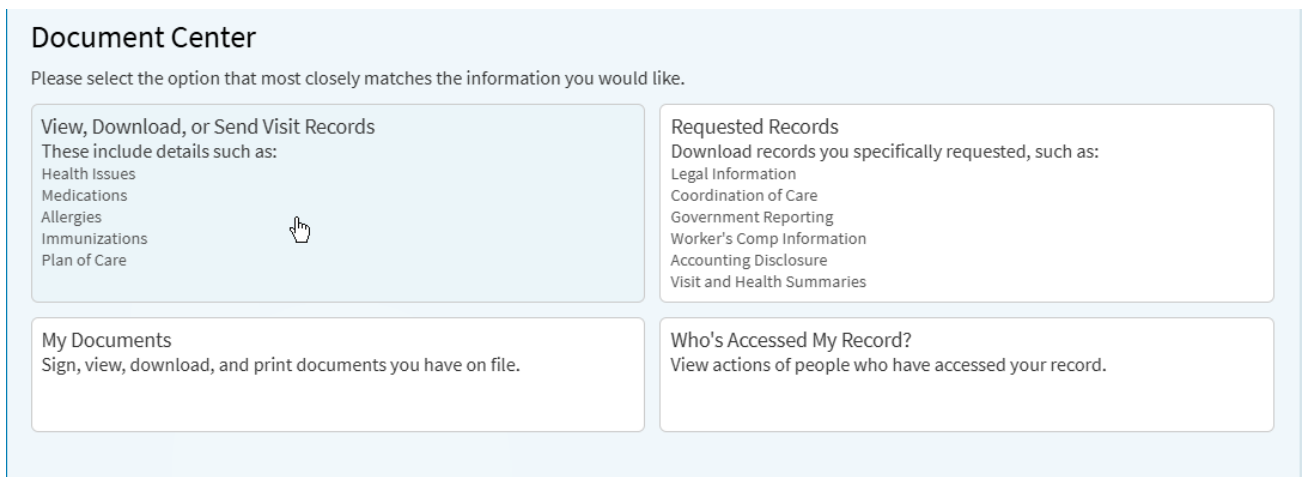 Document Center
Please select the option that most closely matches the information you would like.
View, Download, or Send Visit Records
These include details such as:
Health Issues
Medications
Allergies
Immunizations
Plan of Care
Requested Records
Download records you specifically requested, such as:
Legal Information
Coordination of Care
Government Reporting
Worker's Comp Information
Accounting Disclosure
Visit and Health Summaries
My Documents
Sign, view, download, and print documents you have on file.
Who's Accessed My Record?
View actions of people who have accessed your record.